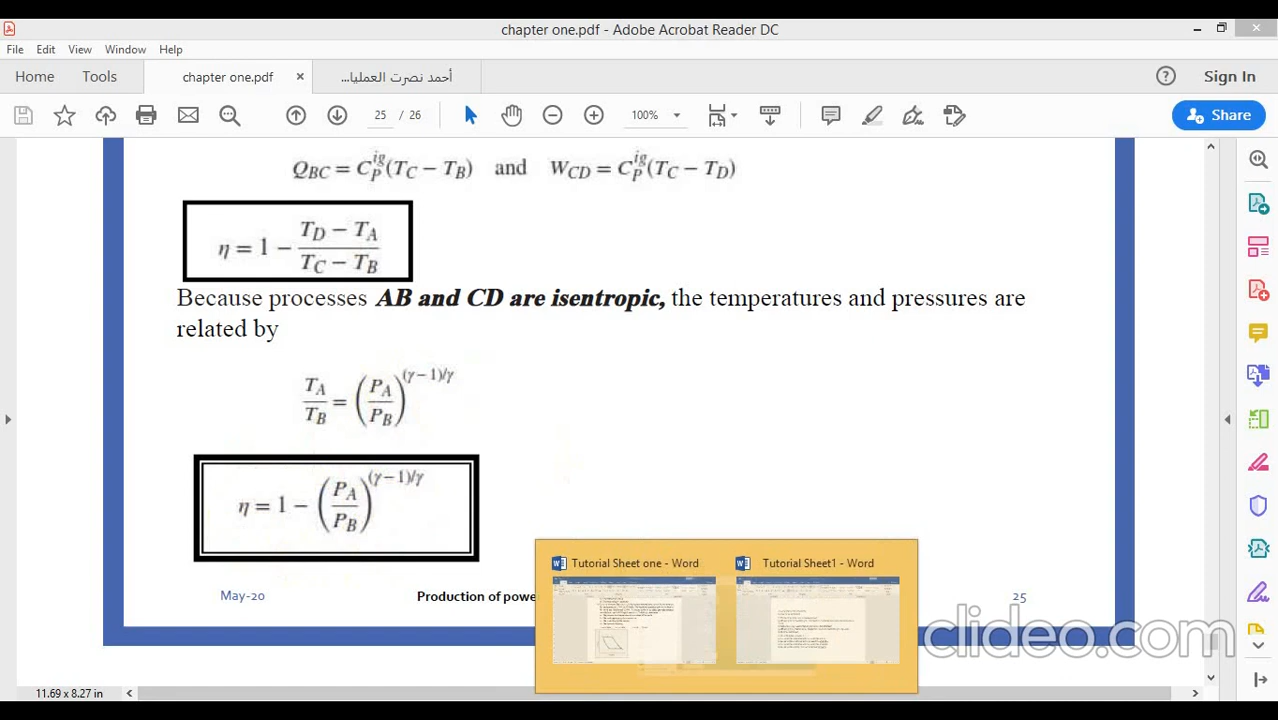 chapter one.pdf - Adobe Acrobat Reader DC
File Edit View Window Help
Home Tools chapter one.pdf × أحمد نصرت العمليا... ? Sign In
25 / 26 100% Share
Q_BC = C_P^ig(T_C − T_B) and W_CD = C_P^ig(T_C − T_D)
η = 1 − (T_D − T_A)/(T_C − T_B)
Because processes AB and CD are isentropic, the temperatures and pressures are
related by
T_A/T_B = (P_A/P_B)^(γ−1)/γ
η = 1 − (P_A/P_B)^(γ−1)/γ
Tutorial Sheet one - Word Tutorial Sheet1 - Word
May-20 Production of powe 25
clideo.com
11.69 x 8.27 in